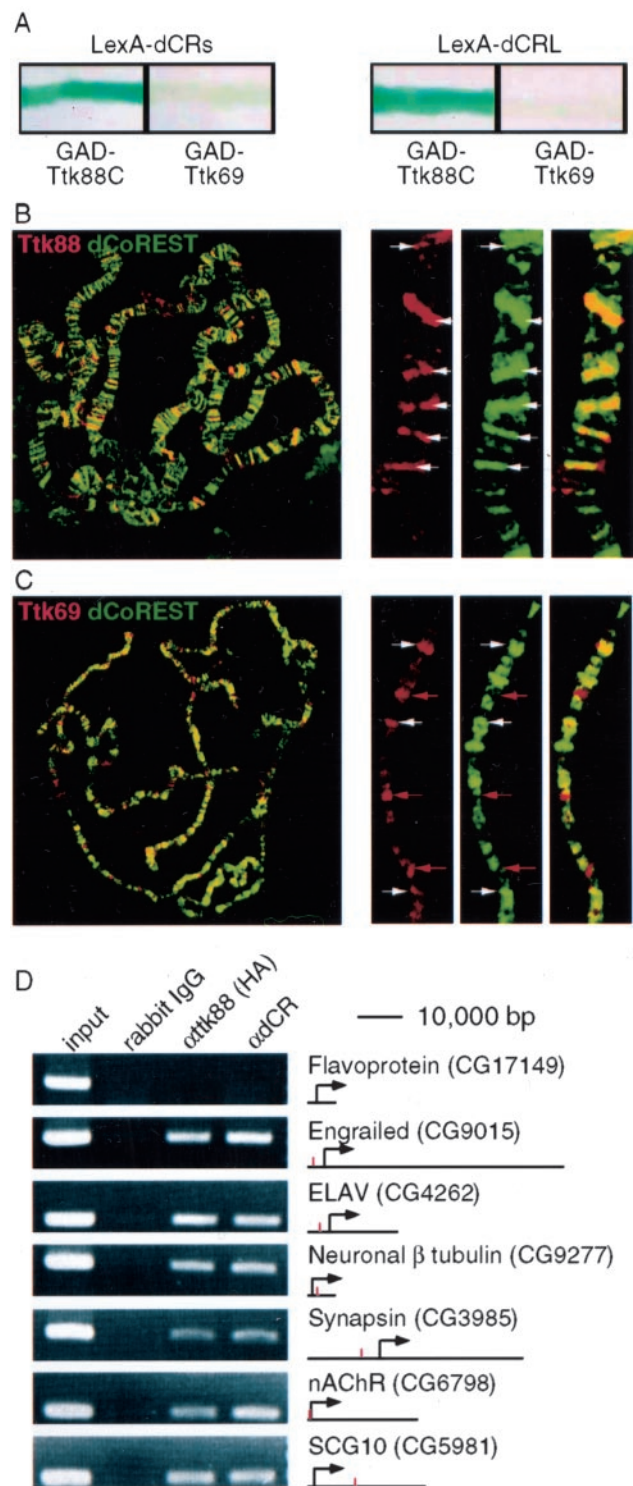 A
LexA-dCRs
LexA-dCRL
GAD-
Ttk88C
GAD-
Ttk69
GAD-
Ttk88C
GAD-
Ttk69
B
Ttk88 dCoREST
C
Ttk69 dCoREST
D
input
rabbit IgG
αttk88 (HA)
αdCR
10,000 bp
Flavoprotein (CG17149)
Engrailed (CG9015)
ELAV (CG4262)
Neuronal β tubulin (CG9277)
Synapsin (CG3985)
nAChR (CG6798)
SCG10 (CG5981)